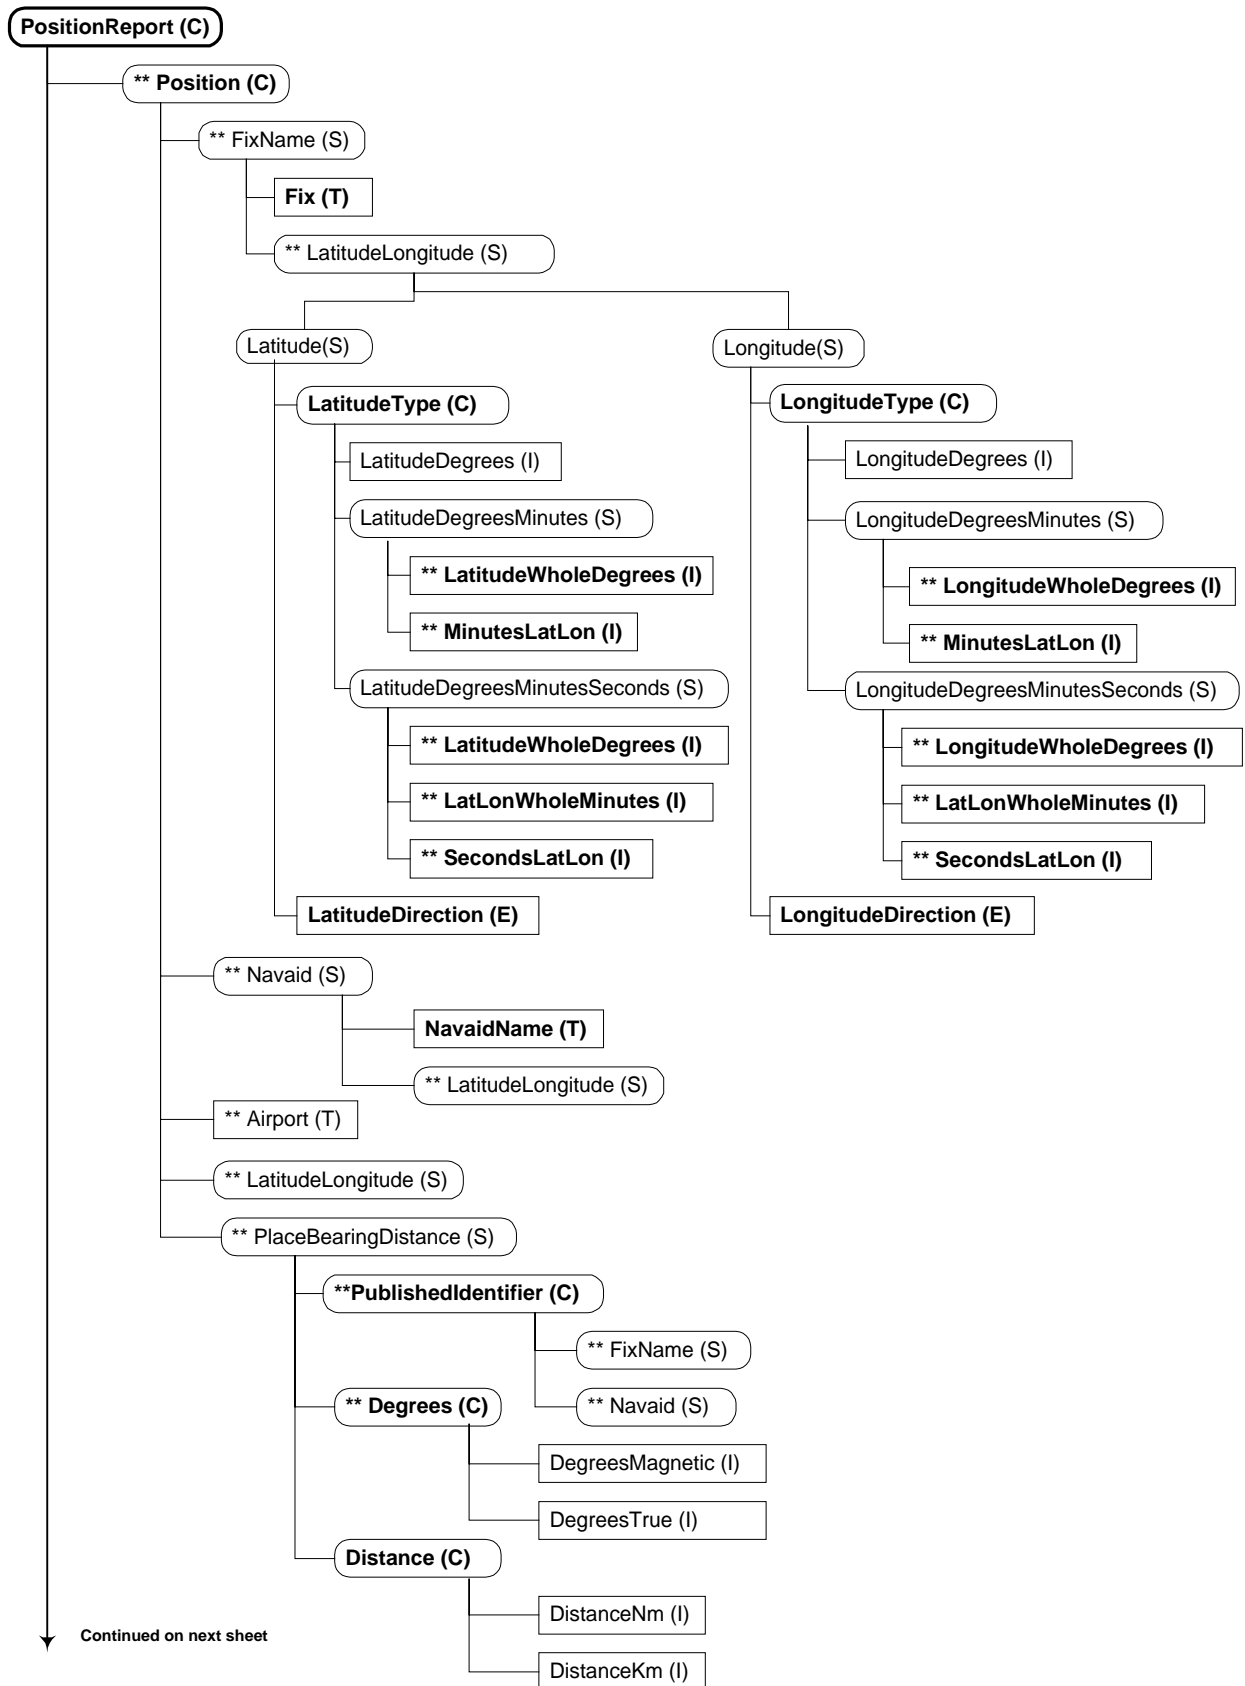 PositionReport (C)
** Position (C)
** FixName (S)
Fix (T)
** LatitudeLongitude (S)
Latitude(S)
Longitude(S)
LatitudeType (C)
LongitudeType (C)
LatitudeDegrees (I)
LongitudeDegrees (I)
LatitudeDegreesMinutes (S)
LongitudeDegreesMinutes (S)
** LatitudeWholeDegrees (I)
** LongitudeWholeDegrees (I)
** MinutesLatLon (I)
** MinutesLatLon (I)
LatitudeDegreesMinutesSeconds (S)
LongitudeDegreesMinutesSeconds (S)
** LatitudeWholeDegrees (I)
** LongitudeWholeDegrees (I)
** LatLonWholeMinutes (I)
** LatLonWholeMinutes (I)
** SecondsLatLon (I)
** SecondsLatLon (I)
LatitudeDirection (E)
LongitudeDirection (E)
** Navaid (S)
NavaidName (T)
** LatitudeLongitude (S)
** Airport (T)
** LatitudeLongitude (S)
** PlaceBearingDistance (S)
**PublishedIdentifier (C)
** FixName (S)
** Degrees (C)
** Navaid (S)
DegreesMagnetic (I)
DegreesTrue (I)
Distance (C)
DistanceNm (I)
Continued on next sheet
DistanceKm (I)